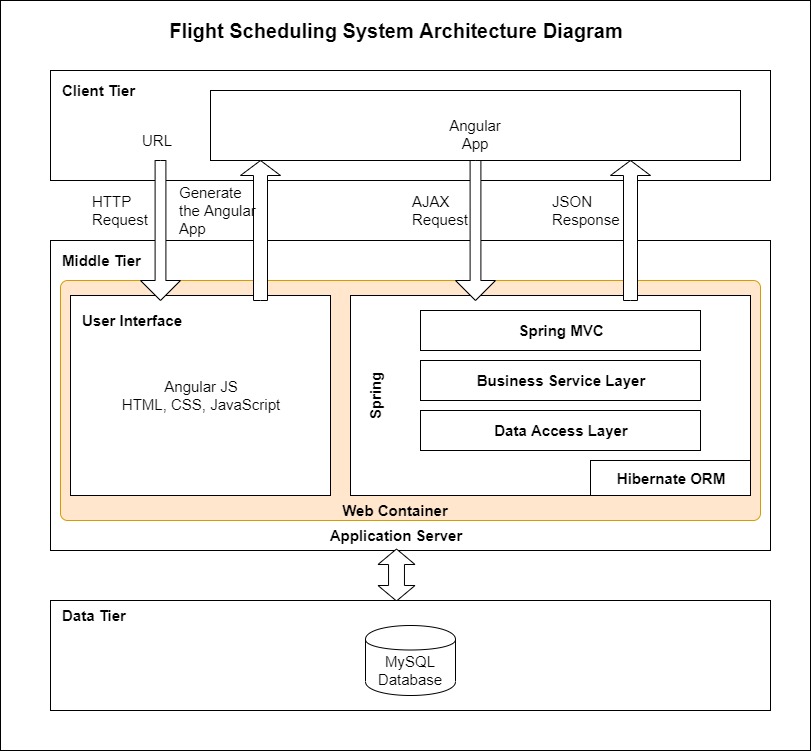 Flight Scheduling System Architecture Diagram
Client Tier
Angular
App
URL
HTTP
Request
Generate
the Angular
App
AJAX
Request
JSON
Response
Middle Tier
User Interface
Angular JS
HTML, CSS, JavaScript
Spring
Spring MVC
Business Service Layer
Data Access Layer
Hibernate ORM
Web Container
Application Server
Data Tier
MySQL
Database